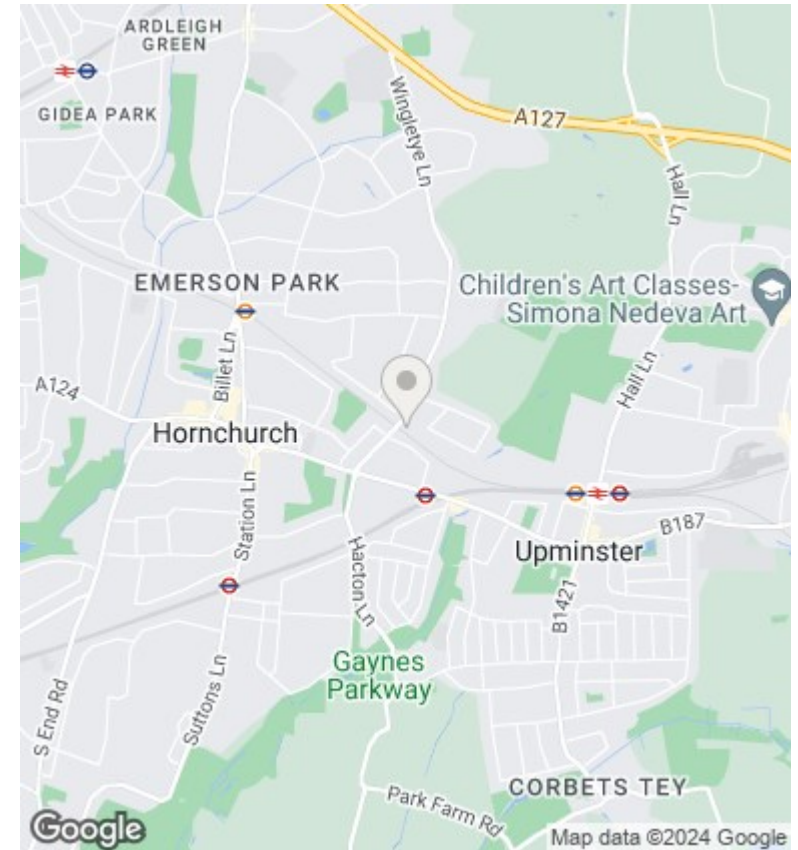 ARDLEIGH
GREEN
GIDEA PARK
Wingletye Ln
A127
Hall Ln
EMERSON PARK
Children's Art Classes-
Simona Nedeva Art
Billet Ln
A124
Hall Ln
Hornchurch
Station Ln
B187
Upminster
Hacton Ln
B1421
Gaynes
Parkway
Suttons Ln
S End Rd
CORBETS TEY
Park Farm Rd
Google
Map data ©2024 Google